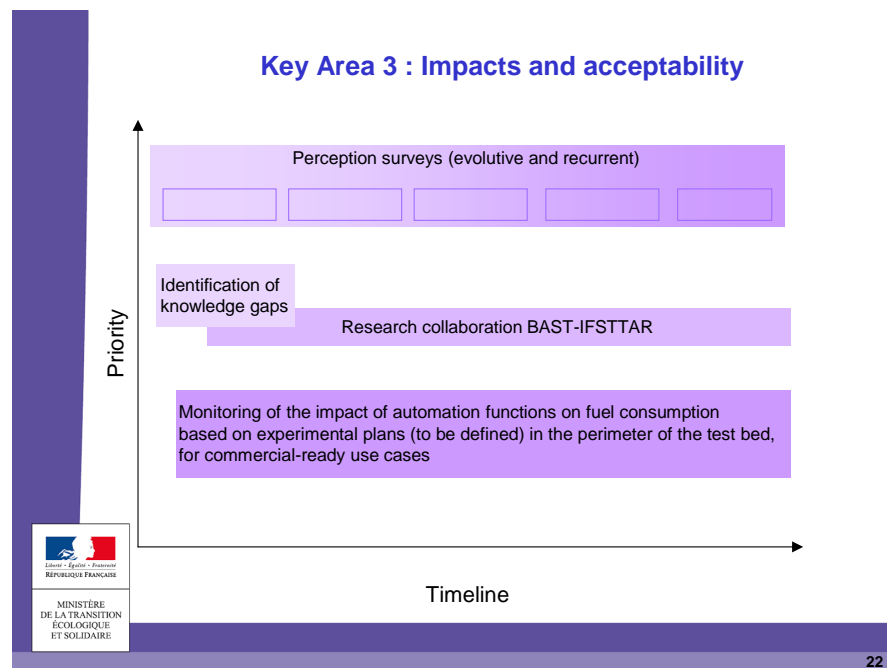 Key Area 3 : Impacts and acceptability
Perception surveys (evolutive and recurrent)
Identification of
knowledge gaps
Research collaboration BAST-IFSTTAR
Priority
Monitoring of the impact of automation functions on fuel consumption
based on experimental plans (to be defined) in the perimeter of the test bed,
for commercial-ready use cases
Timeline
Liberté • Égalité • Fraternité
RÉPUBLIQUE FRANÇAISE
MINISTÈRE
DE LA TRANSITION
ÉCOLOGIQUE
ET SOLIDAIRE
22